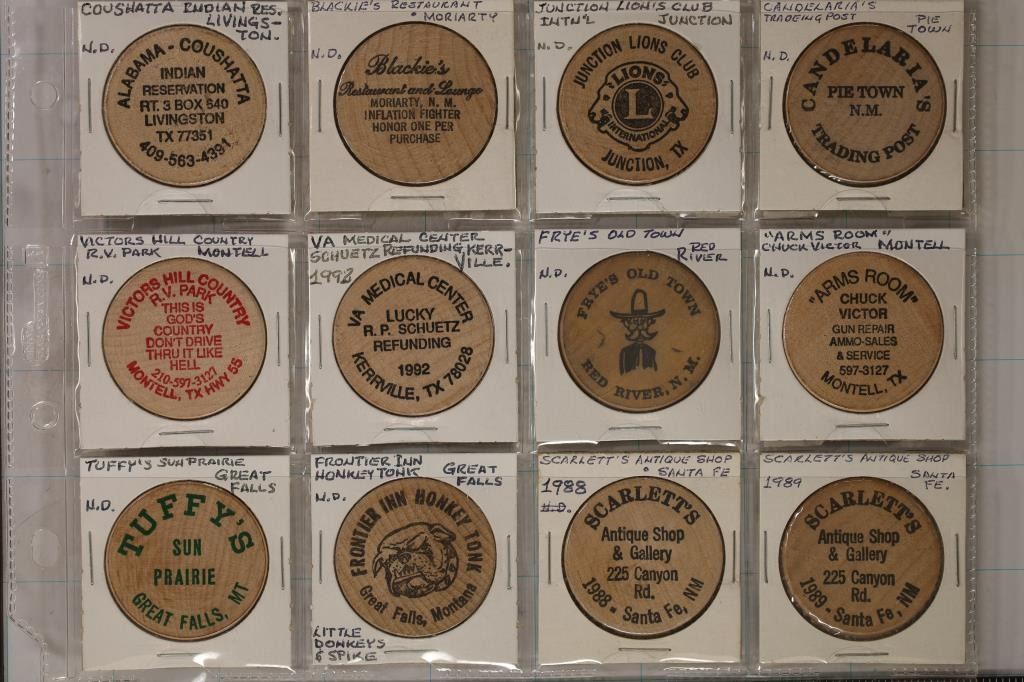 COUSHATTA INDIAN RES.
LIVINGS-
TON.
N.D.
ALABAMA - COUSHATTA
INDIAN
RESERVATION
RT. 3 BOX 640
LIVINGSTON
TX 77351
409-563-4391
BLACKIE'S RESTAURANT
MORIARTY
N.D.
Blackie's
Restaurant and Lounge
MORIARTY, N. M.
INFLATION FIGHTER
HONOR ONE PER
PURCHASE
JUNCTION LION'S CLUB
INTN'L JUNCTION
N.D.
JUNCTION LIONS CLUB
LIONS
L
INTERNATIONAL
JUNCTION, TX
CANDELARIA'S
TRADEING POST
PIE
TOWN
N.D.
CANDELARIA'S
PIE TOWN
N.M.
TRADING POST
VICTORS HILL COUNTRY
R.V. PARK MONTELL
N.D.
VICTORS HILL COUNTRY
R.V. PARK
THIS IS
GOD'S
COUNTRY
DON'T DRIVE
THRU IT LIKE
HELL
210-597-3127
MONTELL, TX HWY 55
VA MEDICAL CENTER
SCHUETZ REFUNDING KERR-
VILLE.
1992
VA MEDICAL CENTER
LUCKY
R. P. SCHUETZ
REFUNDING
1992
KERRVILLE, TX 78028
FRYE'S OLD TOWN
RED
RIVER
N.D.
FRYE'S OLD TOWN
RED RIVER, N. M.
"ARMS ROOM"
CHUCK VICTOR MONTELL
N.D.
"ARMS ROOM"
CHUCK
VICTOR
GUN REPAIR
AMMO-SALES
& SERVICE
597-3127
MONTELL, TX
TUFFY'S SUN PRAIRIE
GREAT
FALLS
N.D.
TUFFY'S
SUN
PRAIRIE
GREAT FALLS, MT
FRONTIER INN
HONKEY TONK GREAT
FALLS
N.D.
FRONTIER INN HONKEY TONK
Great Falls, Montana
LITTLE
DONKEYS
& SPIKE
SCARLETT'S ANTIQUE SHOP
SANTA FE
1988
N.D.
SCARLETT'S
Antique Shop
& Gallery
225 Canyon
Rd.
1988 - Santa Fe, NM
SCARLETT'S ANTIQUE SHOP
1989
SANTA
FE.
SCARLETT'S
Antique Shop
& Gallery
225 Canyon
Rd.
1989 - Santa Fe, NM